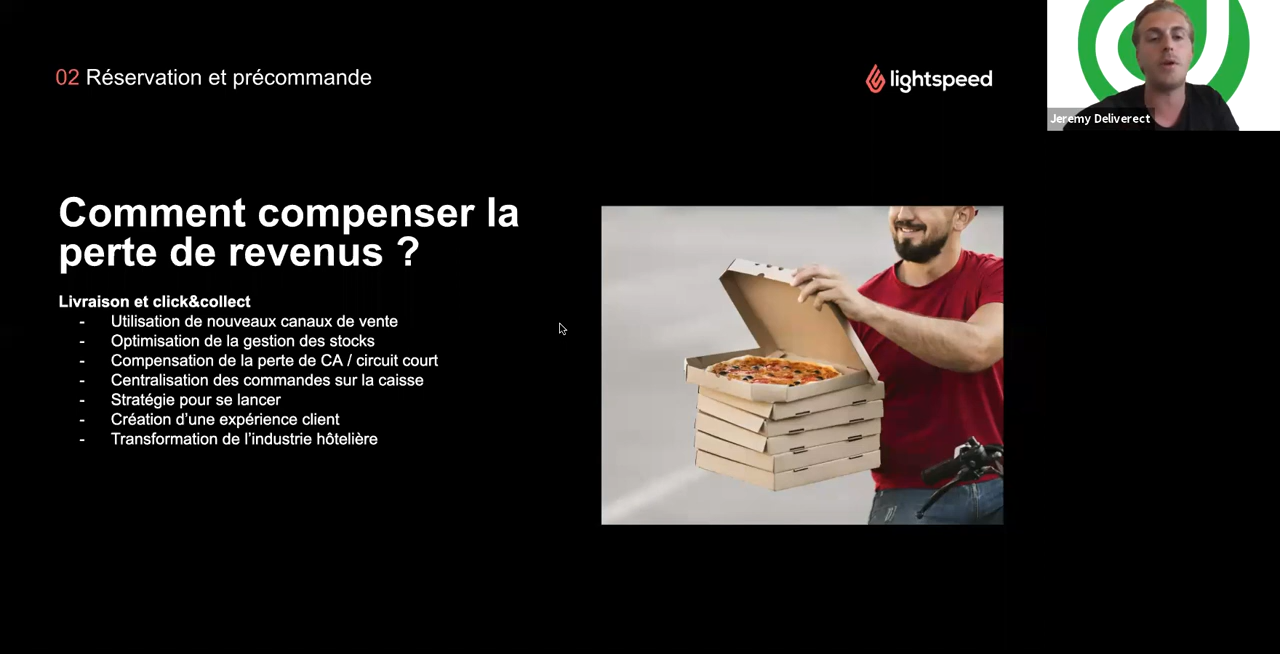 02 Réservation et précommande
lightspeed
Jeremy Deliverect
Comment compenser la
perte de revenus ?
Livraison et click&collect
- Utilisation de nouveaux canaux de vente
- Optimisation de la gestion des stocks
- Compensation de la perte de CA / circuit court
- Centralisation des commandes sur la caisse
- Stratégie pour se lancer
- Création d’une expérience client
- Transformation de l’industrie hôtelière